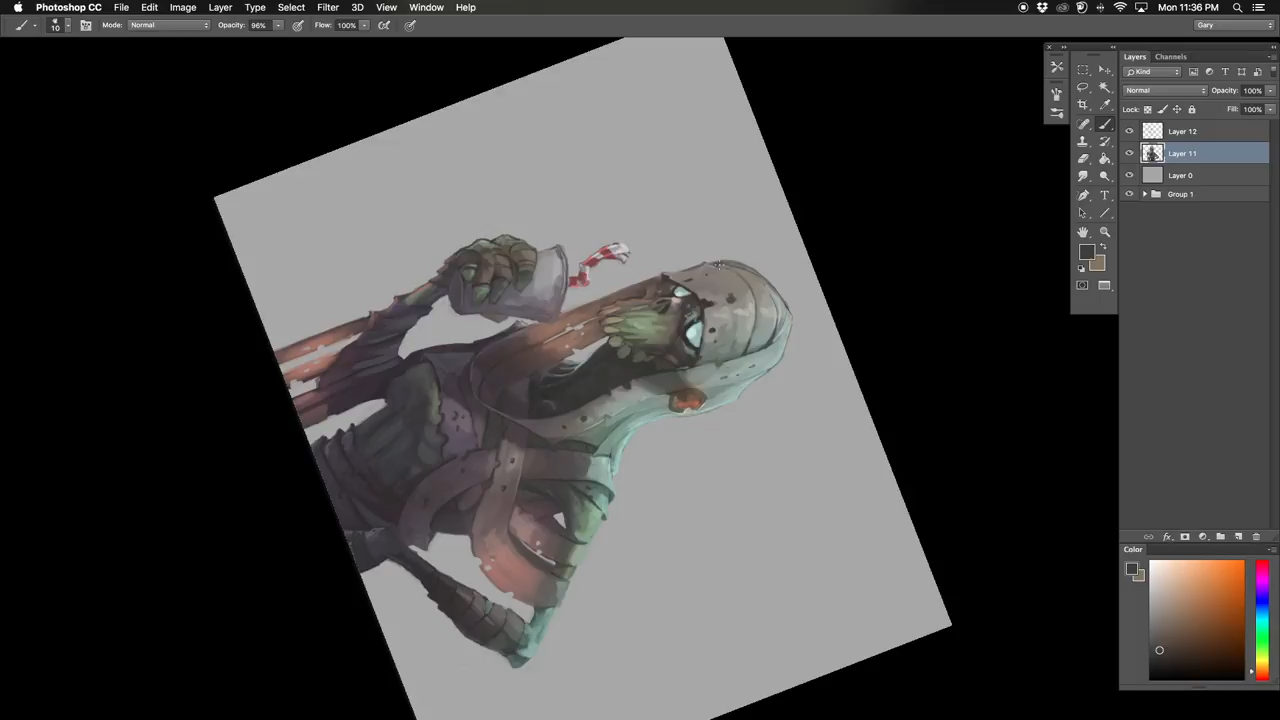 Photoshop CC File Edit Image Layer Type Select Filter 3D View Window Help Mon 11:36 PM
10 Mode: Normal Opacity: 96% Flow: 100% Gary
Layers Channels
Kind
Normal Opacity: 100%
Lock: Fill: 100%
Layer 12
Layer 11
Layer 0
Group 1
Color